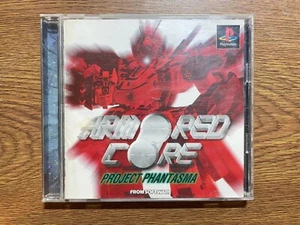 PlayStation
ARMORED
CORE
PROJECT PHANTASMA
FROM SOFTWARE